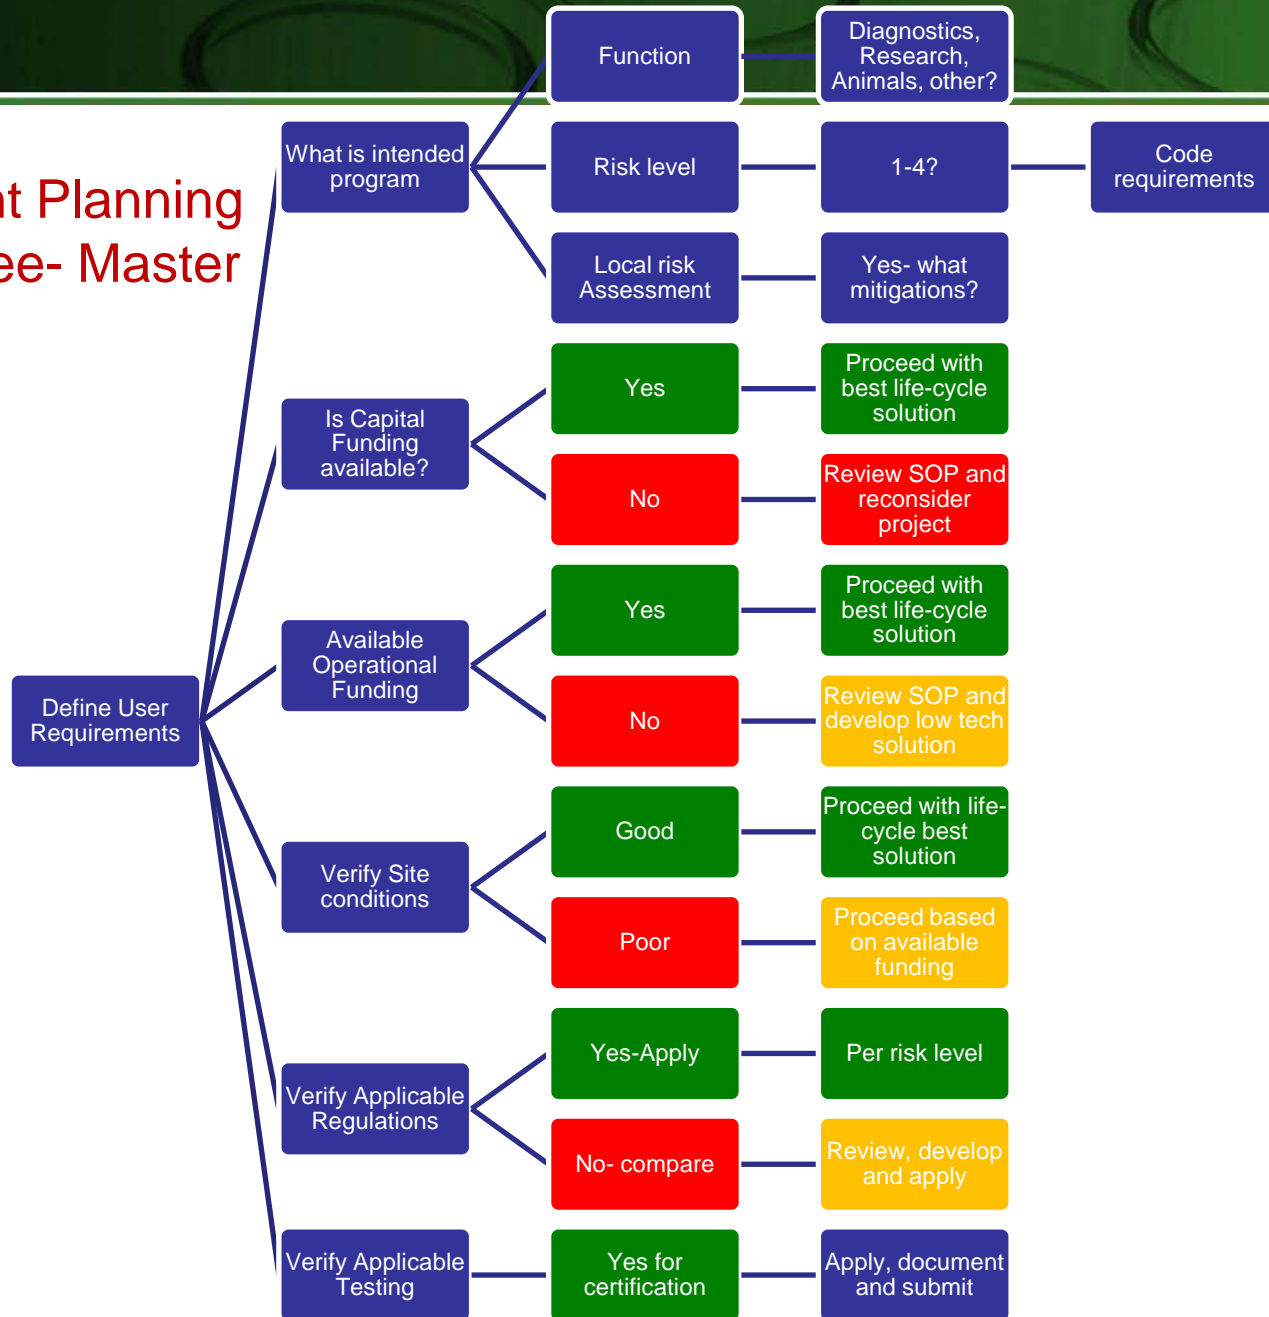 nt Planning
ee- Master
Define User
Requirements
What is intended
program
Function
Diagnostics,
Research,
Animals, other?
Risk level
1-4?
Code
requirements
Local risk
Assessment
Yes- what
mitigations?
Is Capital
Funding
available?
Yes
Proceed with
best life-cycle
solution
No
Review SOP and
reconsider
project
Available
Operational
Funding
Yes
Proceed with
best life-cycle
solution
No
Review SOP and
develop low tech
solution
Verify Site
conditions
Good
Proceed with life-
cycle best
solution
Poor
Proceed based
on available
funding
Verify Applicable
Regulations
Yes-Apply
Per risk level
No- compare
Review, develop
and apply
Verify Applicable
Testing
Yes for
certification
Apply, document
and submit